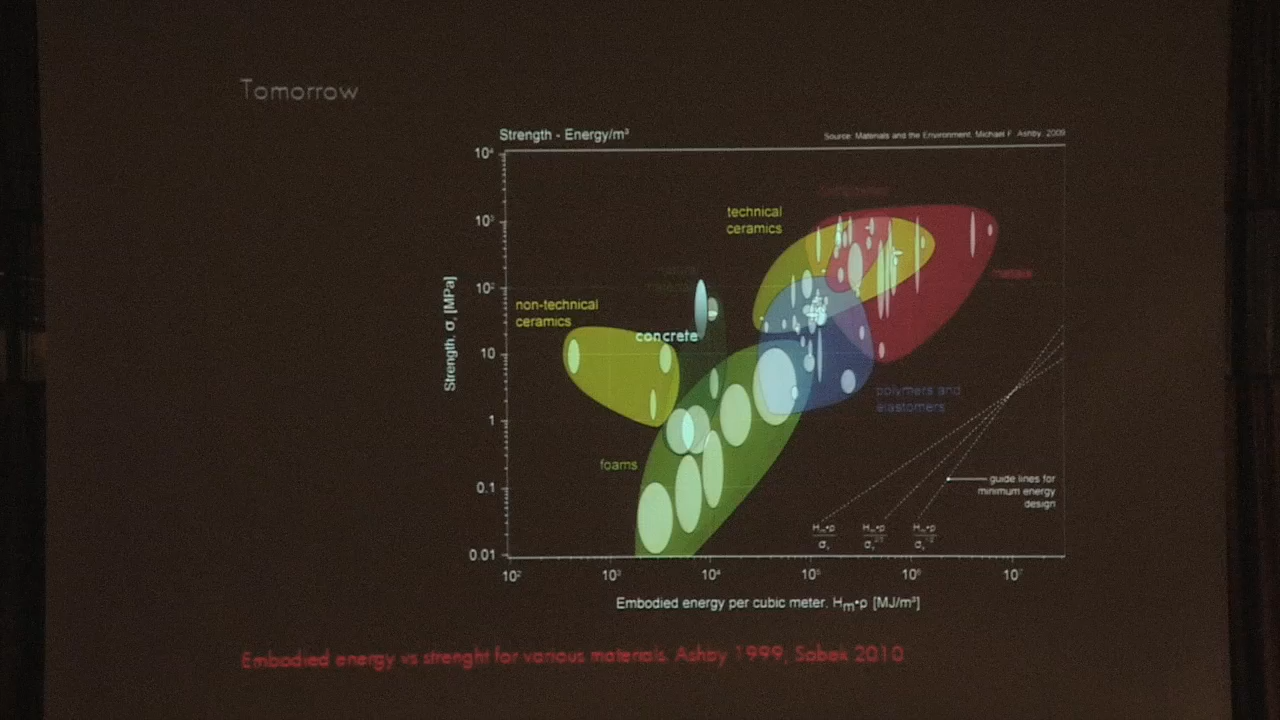 Tomorrow
Strength - Energy/m³
Source: Materials and the Environment, Michael F. Ashby, 2009
10⁴
10³
10²
10
1
0.1
0.01
Strength, σ, [MPa]
technical
ceramics
metals
non-technical
ceramics
concrete
polymers and
elastomers
foams
guide lines for
minimum energy
design
Hₘ•ρ
Hₘ•ρ
Hₘ•ρ
10²
10³
10⁴
10⁵
10⁶
10⁷
Embodied energy per cubic meter, Hₘ•ρ [MJ/m³]
Embodied energy vs strenght for various materials. Ashby 1999, Sobek 2010